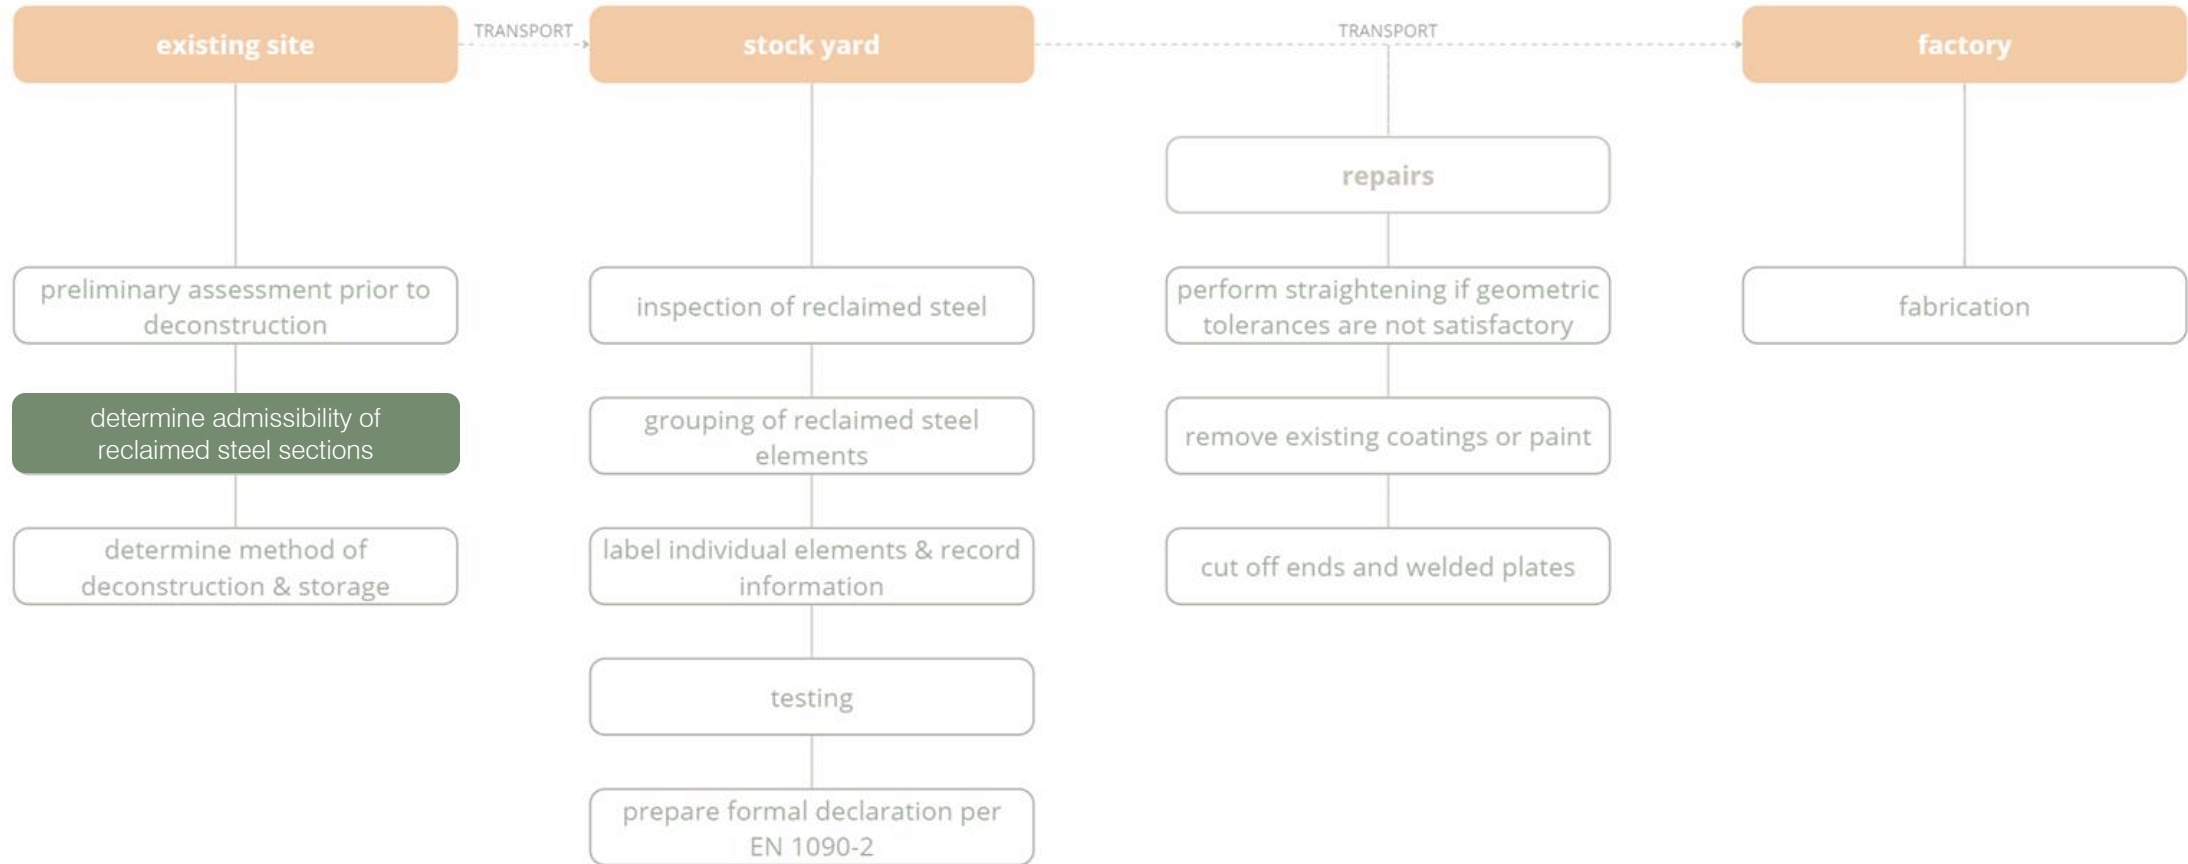 existing site
TRANSPORT
stock yard
TRANSPORT
factory
repairs
preliminary assessment prior to
deconstruction
determine admissibility of
reclaimed steel sections
determine method of
deconstruction & storage
inspection of reclaimed steel
grouping of reclaimed steel
elements
label individual elements & record
information
testing
prepare formal declaration per
EN 1090-2
perform straightening if geometric
tolerances are not satisfactory
remove existing coatings or paint
cut off ends and welded plates
fabrication